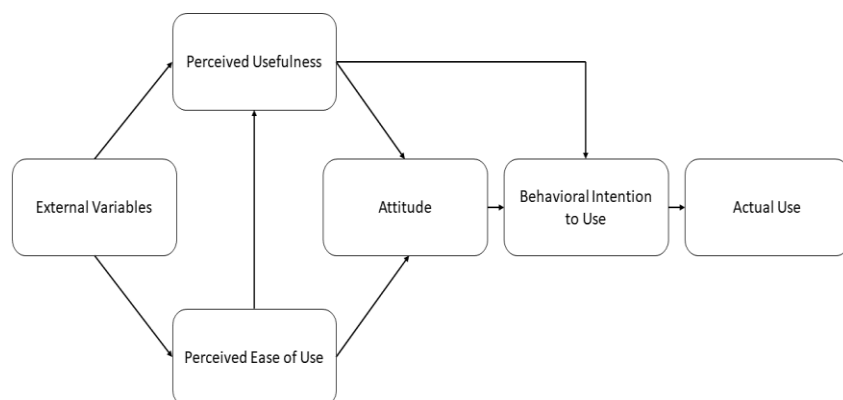 Perceived Usefulness
External Variables
Attitude
Behavioral Intention
to Use
Actual Use
Perceived Ease of Use